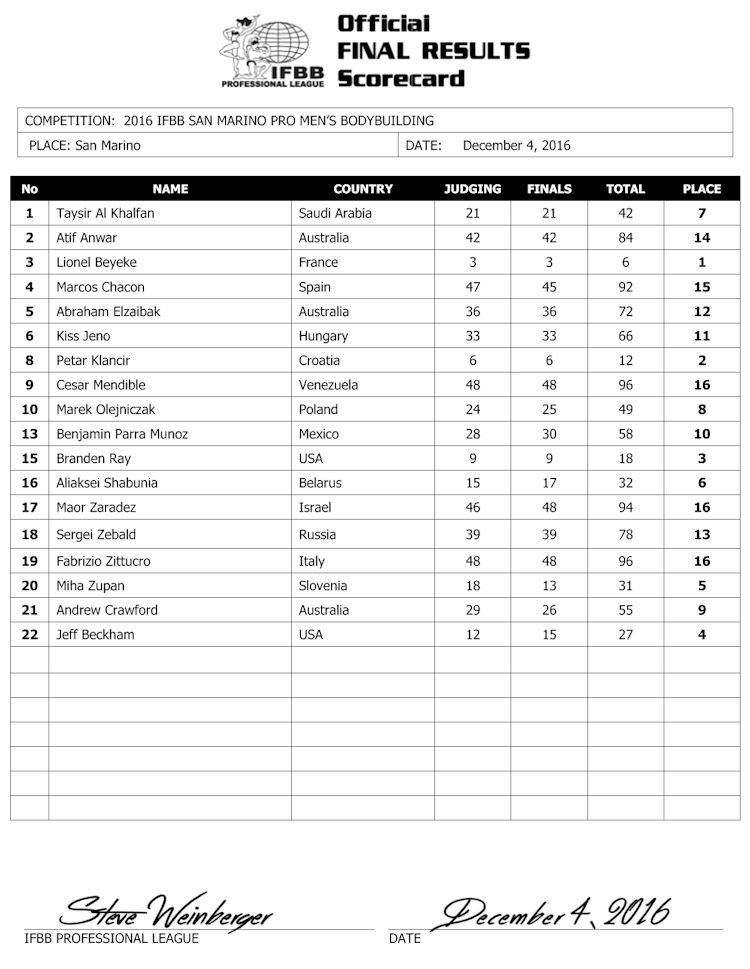 Official
FINAL RESULTS
Scorecard
IFBB
PROFESSIONAL LEAGUE
COMPETITION: 2016 IFBB SAN MARINO PRO MEN'S BODYBUILDING
PLACE: San Marino DATE: December 4, 2016
No NAME COUNTRY JUDGING FINALS TOTAL PLACE
1 Taysir Al Khalfan Saudi Arabia 21 21 42 7
2 Atif Anwar Australia 42 42 84 14
3 Lionel Beyeke France 3 3 6 1
4 Marcos Chacon Spain 47 45 92 15
5 Abraham Elzaibak Australia 36 36 72 12
6 Kiss Jeno Hungary 33 33 66 11
8 Petar Klancir Croatia 6 6 12 2
9 Cesar Mendible Venezuela 48 48 96 16
10 Marek Olejniczak Poland 24 25 49 8
13 Benjamin Parra Munoz Mexico 28 30 58 10
15 Branden Ray USA 9 9 18 3
16 Aliaksei Shabunia Belarus 15 17 32 6
17 Maor Zaradez Israel 46 48 94 16
18 Sergei Zebald Russia 39 39 78 13
19 Fabrizio Zittucro Italy 48 48 96 16
20 Miha Zupan Slovenia 18 13 31 5
21 Andrew Crawford Australia 29 26 55 9
22 Jeff Beckham USA 12 15 27 4
Steve Weinberger December 4, 2016
IFBB PROFESSIONAL LEAGUE DATE